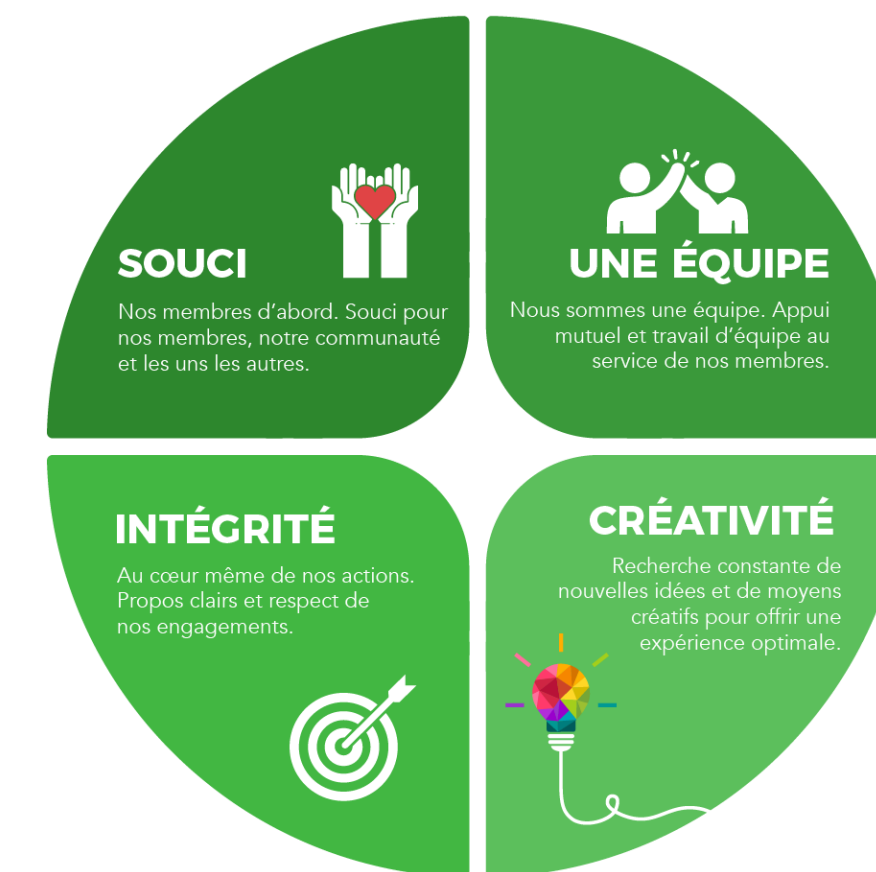 SOUCI
Nos membres d‘abord. Souci pour
nos membres, notre communauté
et les uns les autres.
UNE ÉQUIPE
Nous sommes une équipe. Appui
mutuel et travail d’équipe au
service de nos membres.
INTÉGRITÉ
Au cœur même de nos actions.
Propos clairs et respect de
nos engagements.
CRÉATIVITÉ
Recherche constante de
nouvelles idées et de moyens
créatifs pour offrir une
expérience optimale.